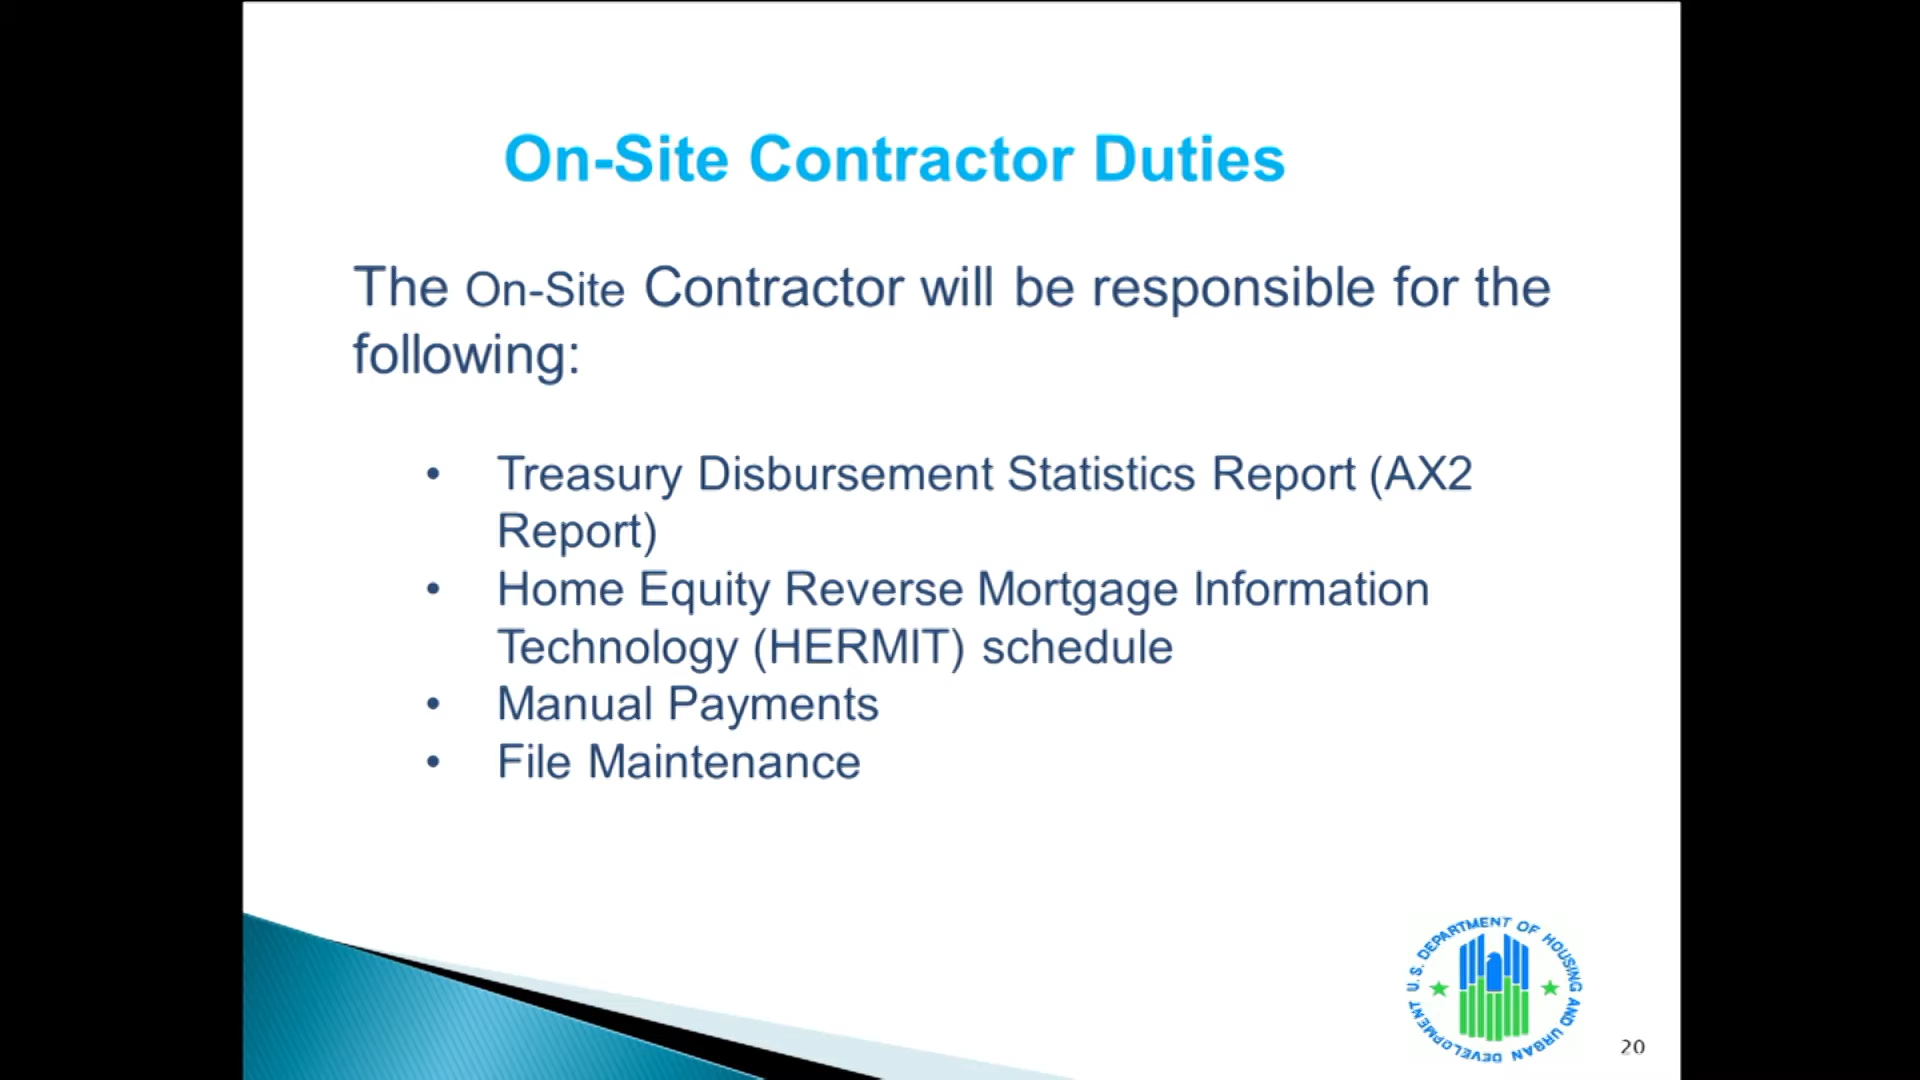 On-Site Contractor Duties
The On-Site Contractor will be responsible for the
following:
• Treasury Disbursement Statistics Report (AX2
Report)
• Home Equity Reverse Mortgage Information
Technology (HERMIT) schedule
• Manual Payments
• File Maintenance
U.S. DEPARTMENT OF HOUSING AND URBAN DEVELOPMENT
20